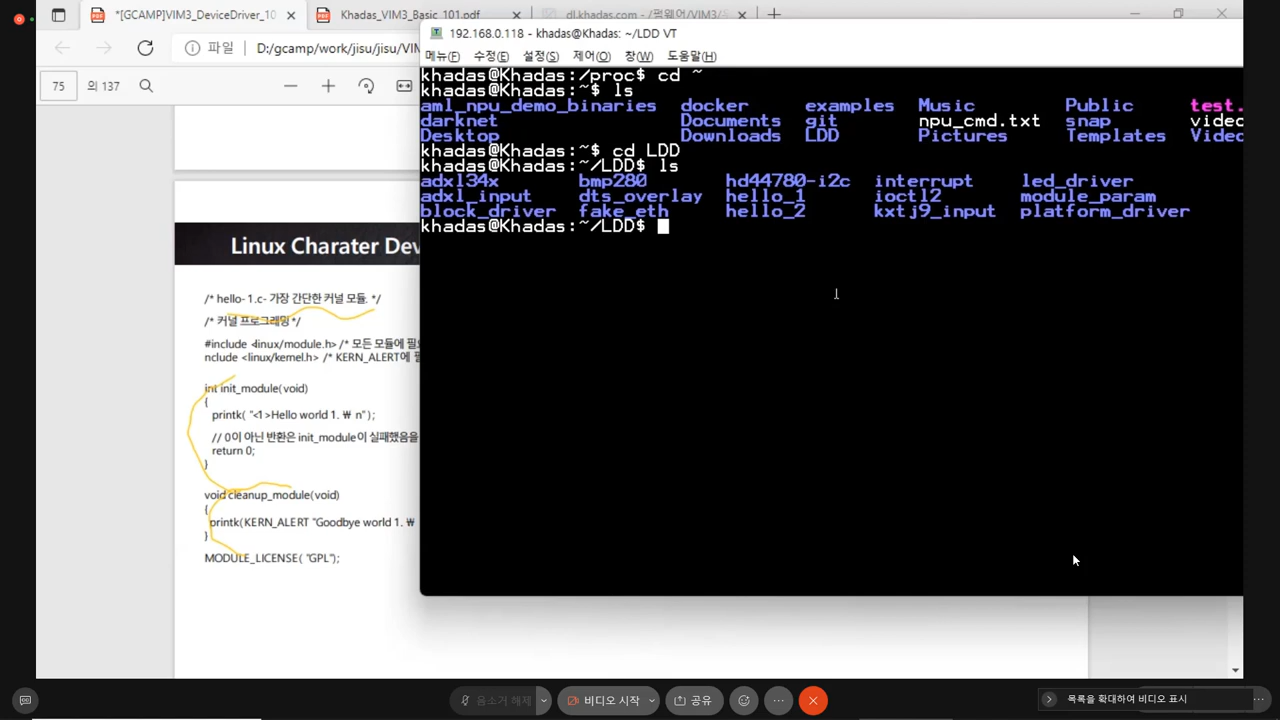 *[GCAMP]VIM3_DeviceDriver_10
Khadas_VIM3_Basic_101.pdf
파일
D:/gcamp/work/jisu/jisu/VIM
75
의 137
192.168.0.118 - khadas@Khadas: ~/LDD VT
메뉴(F) 수정(E) 설정(S) 제어(O) 창(W) 도움말(H)
khadas@Khadas:/proc$ cd ~
khadas@Khadas:~$ ls
aml_npu_demo_binaries docker examples Music Public test.
darknet Documents git npu_cmd.txt snap video
Desktop Downloads LDD Pictures Templates Video
khadas@Khadas:~$ cd LDD
khadas@Khadas:~/LDD$ ls
adxl34x bmp280 hd44780-i2c interrupt led_driver
adxl_input dts_overlay hello_1 ioctl2 module_param
block_driver fake_eth hello_2 kxtj9_input platform_driver
khadas@Khadas:~/LDD$
Linux Charater Dev
/* hello- 1.c- 가장 간단한 커널 모듈. */
/* 커널 프로그래밍 */
#include <linux/module.h> /* 모든 모듈에 필요
nclude <linux/kernel.h> /* KERN_ALERT에 필
int init_module(void)
{
printk( "<1>Hello world 1. ₩ n");
// 0이 아닌 반환은 init_module이 실패했음을
return 0;
}
void cleanup_module(void)
{
printk(KERN_ALERT "Goodbye world 1. ₩
}
MODULE_LICENSE( "GPL");
음소거 해제
비디오 시작
공유
목록을 확대하여 비디오 표시